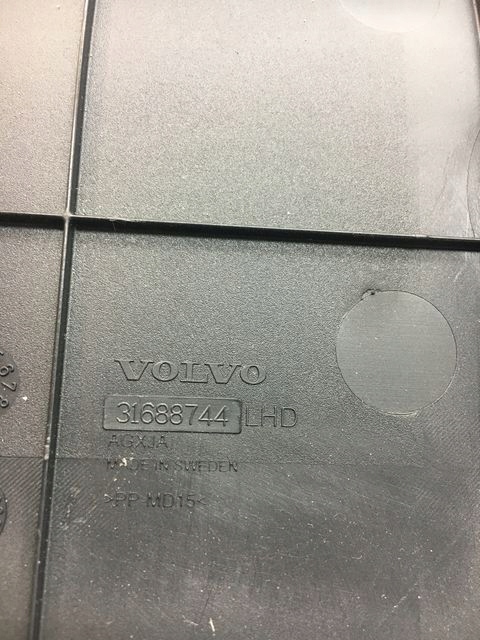 VOLVO
31688744 LHD
AGXJA
MADE IN SWEDEN
>PP-MD15<